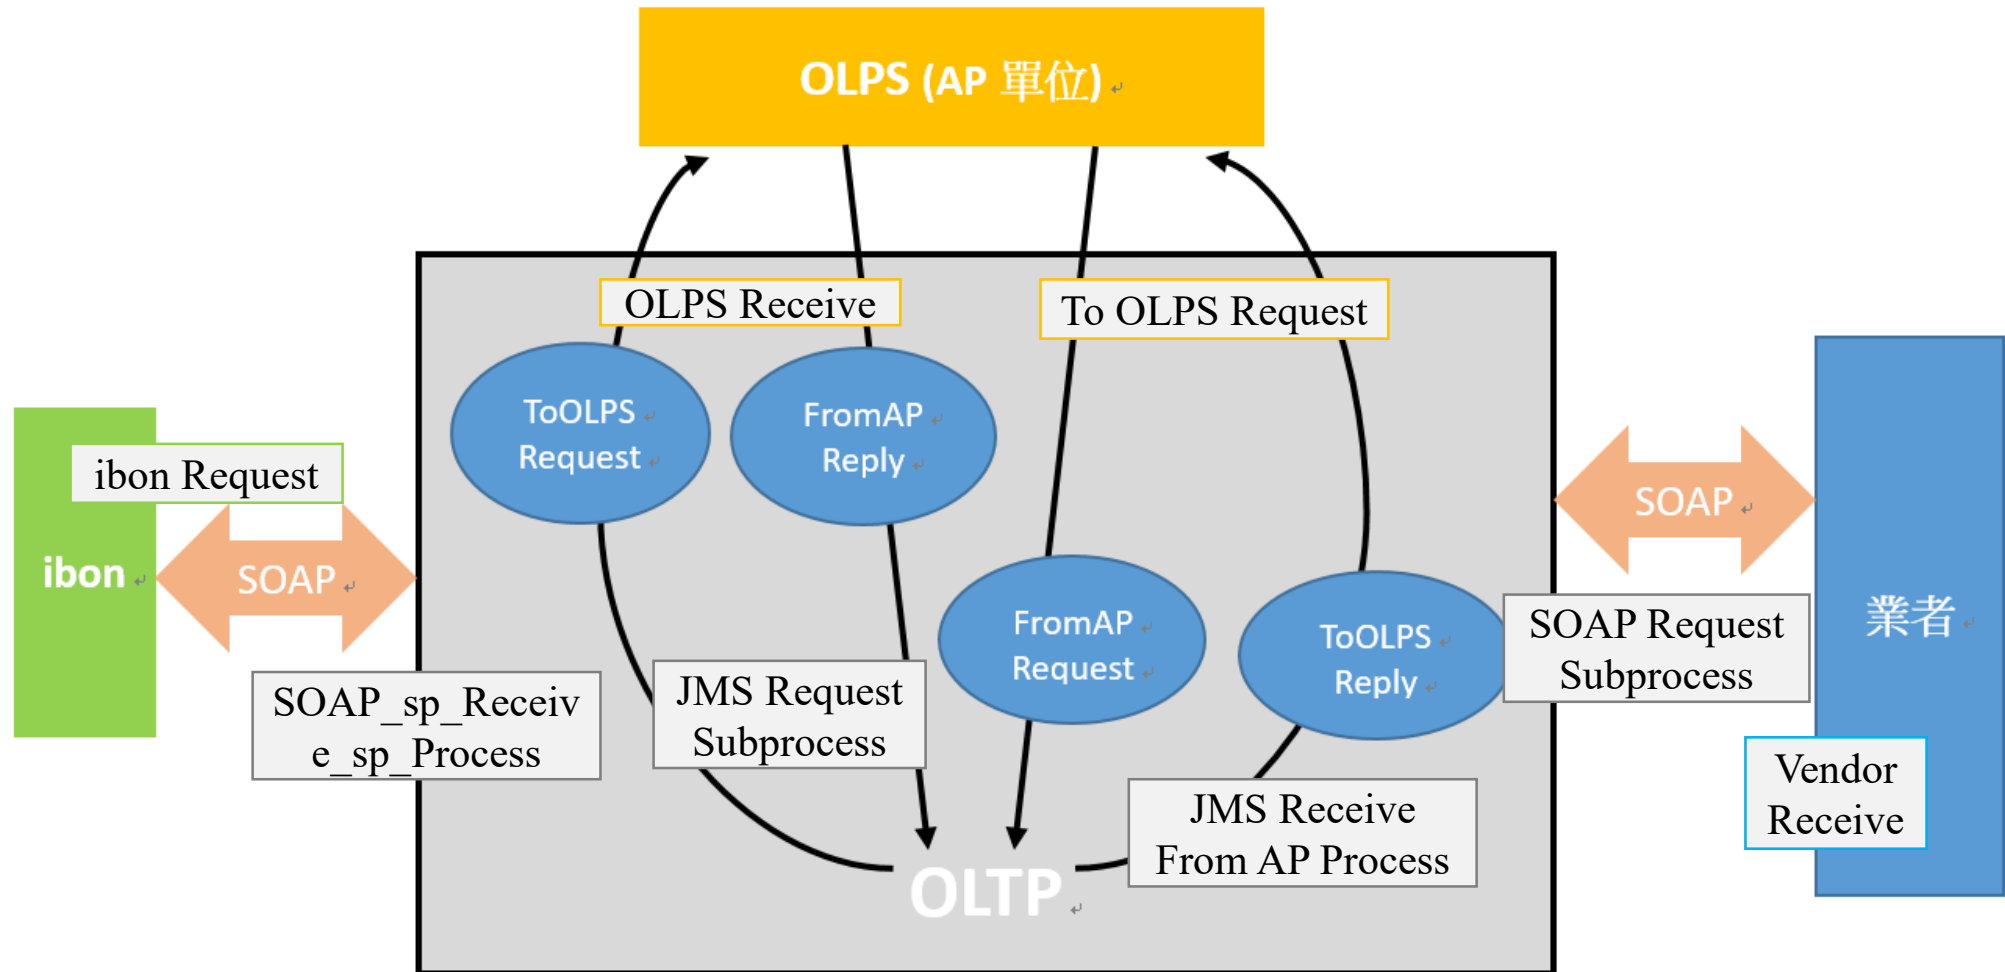 OLPS (AP 單位)
OLPS Receive
To OLPS Request
ToOLPS
Request
FromAP
Reply
ibon Request
ibon
SOAP
SOAP_sp_Receiv
e_sp_Process
JMS Request
Subprocess
FromAP
Request
ToOLPS
Reply
JMS Receive
From AP Process
OLTP
SOAP
SOAP Request
Subprocess
業者
Vendor
Receive